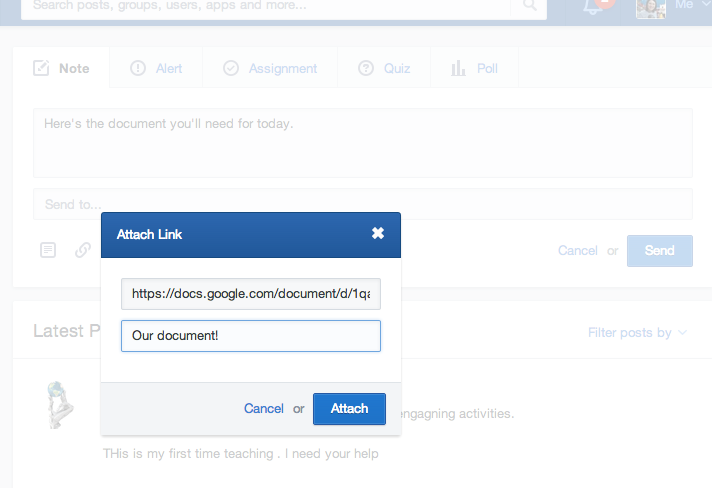 Search posts, groups, users, apps and more...
Me
Note Alert Assignment Quiz Poll
Here's the document you'll need for today.
Send to...
Attach Link
Cancel or Send
https://docs.google.com/document/d/1qa
Our document!
Latest P
Filter posts by
Cancel or Attach
engagning activities.
THis is my first time teaching . I need your help